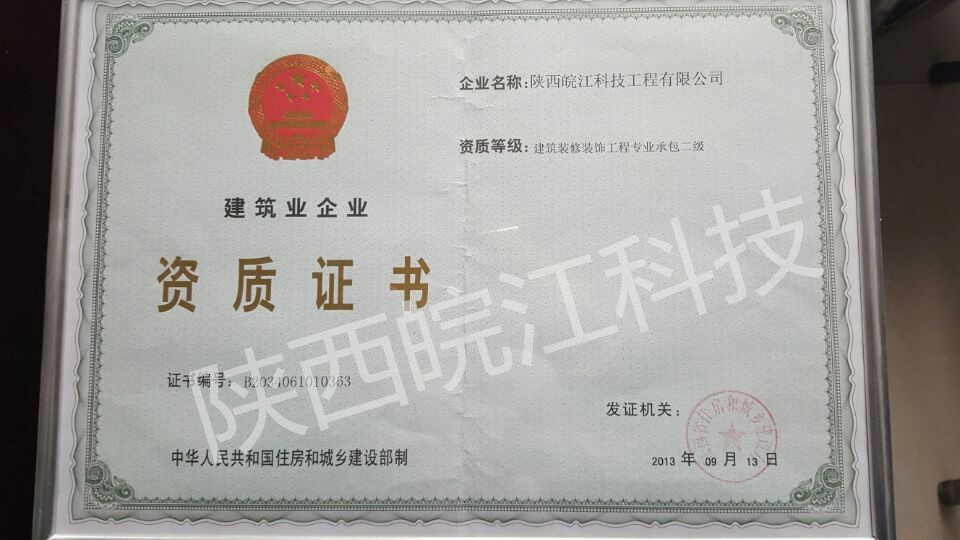 建筑业企业
资质证书
证书编号：B2034061010363
中华人民共和国住房和城乡建设部制
企业名称:陕西皖江科技工程有限公司
资质等级:建筑装修装饰工程专业承包二级
发证机关：
2013 年 09 月 13 日
陕西皖江科技